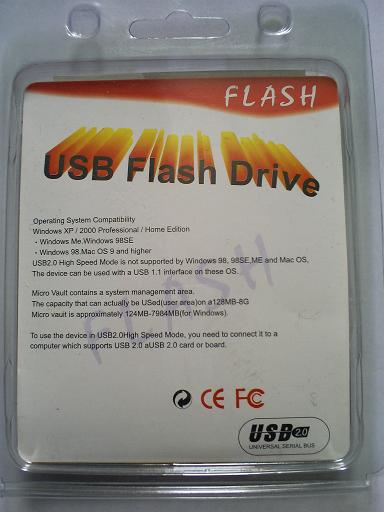 FLASH
USB Flash Drive
Operating System Compatibility
Windows XP / 2000 Professional / Home Edition
· Windows Me.Windows 98SE
· Windows 98.Mac OS 9 and higher
USB2.0 High Speed Mode is not supported by Windows 98, 98SE,ME and Mac OS,
The device can be used with a USB 1.1 interface on these OS.
Micro Vault contains a system management area.
The capacity that can actually be USed(user area)on a128MB-8G
Micro vault is approximately 124MB-7984MB(for Windows).
To use the device in USB2.0High Speed Mode, you need to connect it to a
computer which supports USB 2.0 aUSB 2.0 card or board.
FLASH
CE FC
USB 2.0
UNIVERSAL SERIAL BUS